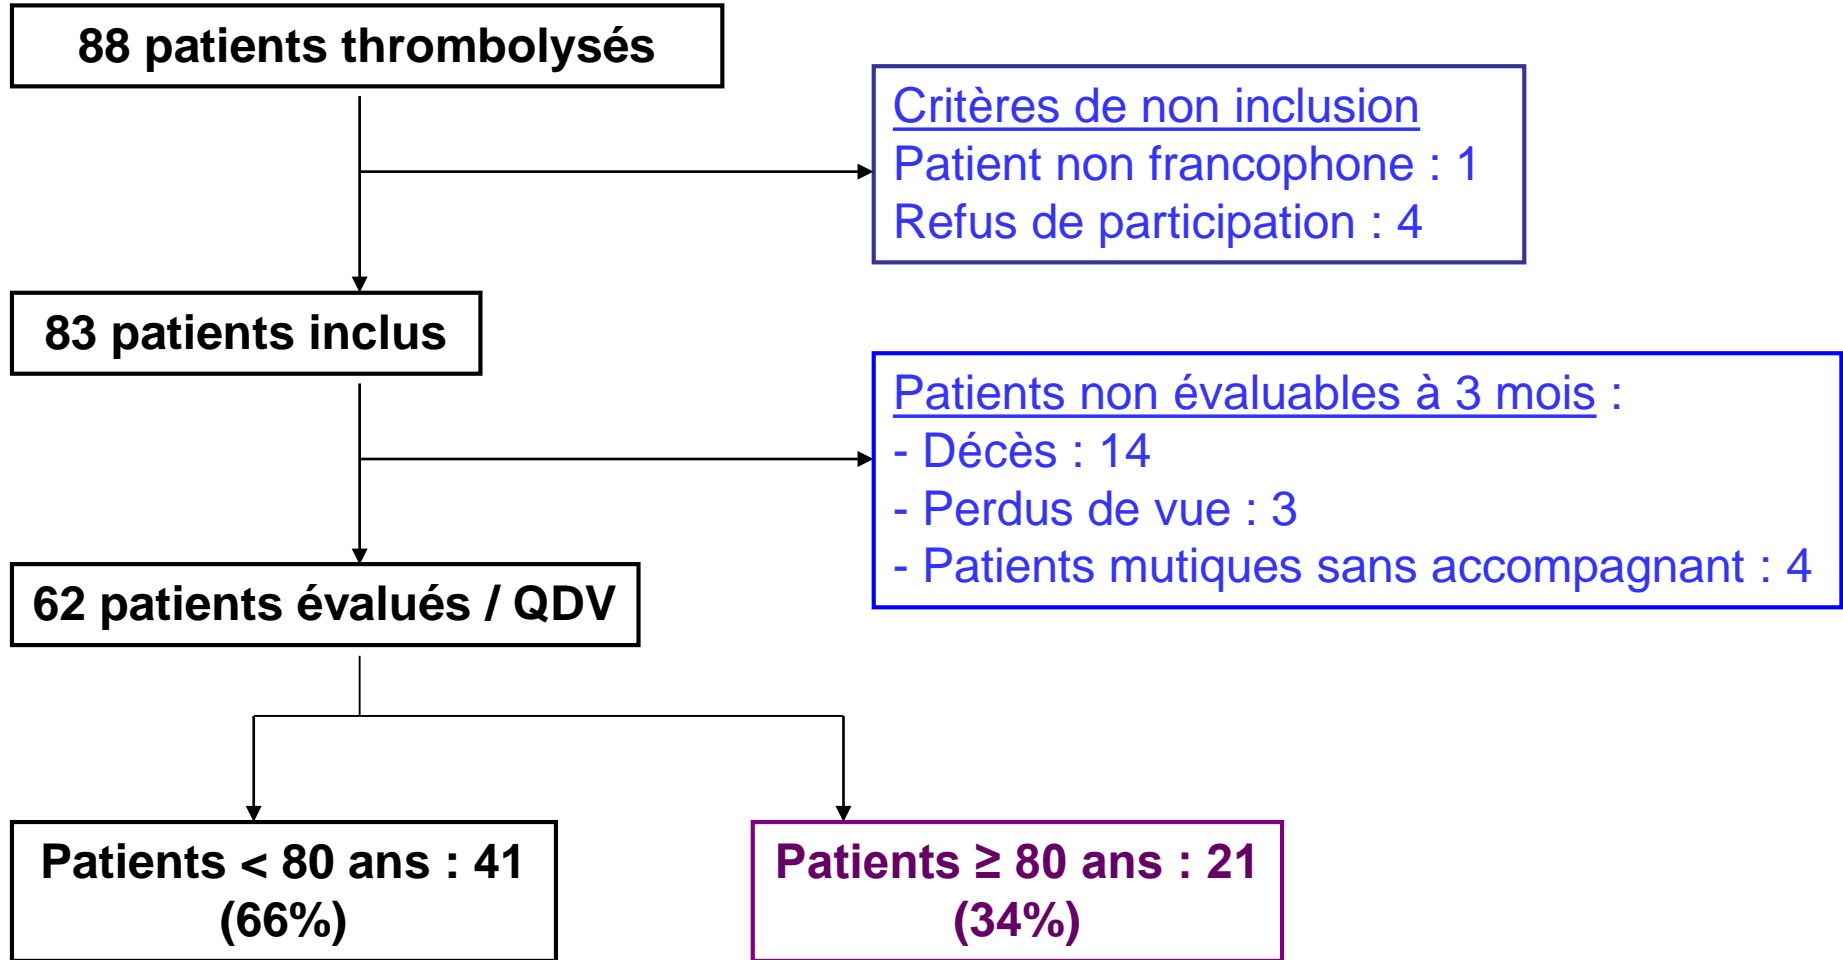 88 patients thrombolysés
Critères de non inclusion
Patient non francophone : 1
Refus de participation : 4
83 patients inclus
Patients non évaluables à 3 mois :
- Décès : 14
- Perdus de vue : 3
- Patients mutiques sans accompagnant : 4
62 patients évalués / QDV
Patients < 80 ans : 41
(66%)
Patients ≥ 80 ans : 21
(34%)